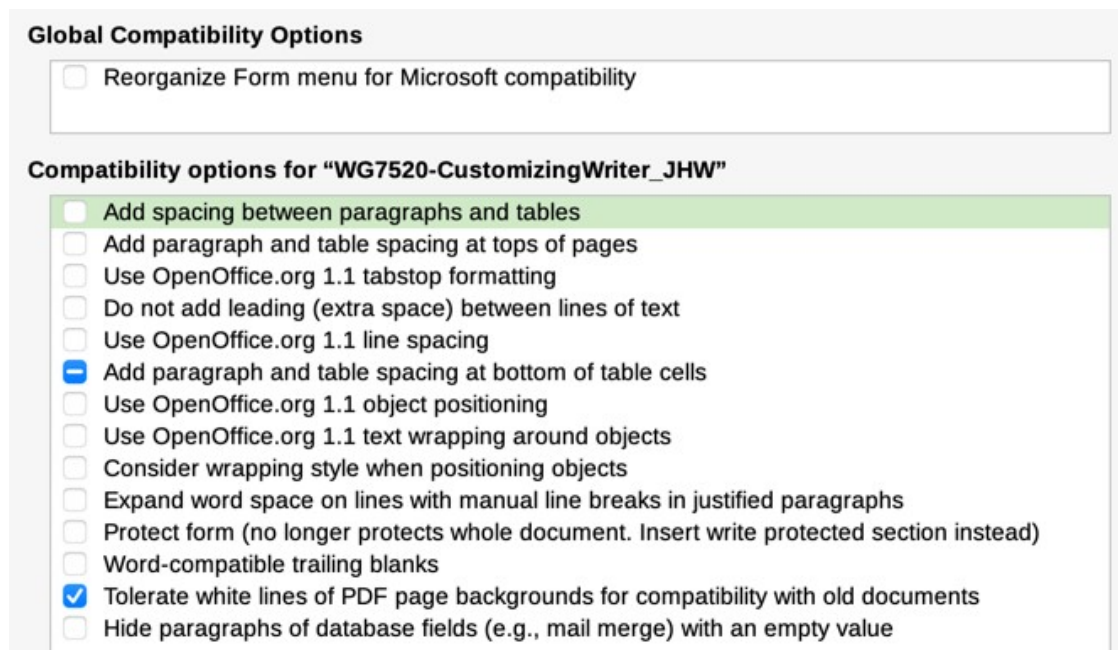 Global Compatibility Options
Reorganize Form menu for Microsoft compatibility
Compatibility options for “WG7520-CustomizingWriter_JHW”
Add spacing between paragraphs and tables
Add paragraph and table spacing at tops of pages
Use OpenOffice.org 1.1 tabstop formatting
Do not add leading (extra space) between lines of text
Use OpenOffice.org 1.1 line spacing
Add paragraph and table spacing at bottom of table cells
Use OpenOffice.org 1.1 object positioning
Use OpenOffice.org 1.1 text wrapping around objects
Consider wrapping style when positioning objects
Expand word space on lines with manual line breaks in justified paragraphs
Protect form (no longer protects whole document. Insert write protected section instead)
Word-compatible trailing blanks
Tolerate white lines of PDF page backgrounds for compatibility with old documents
Hide paragraphs of database fields (e.g., mail merge) with an empty value